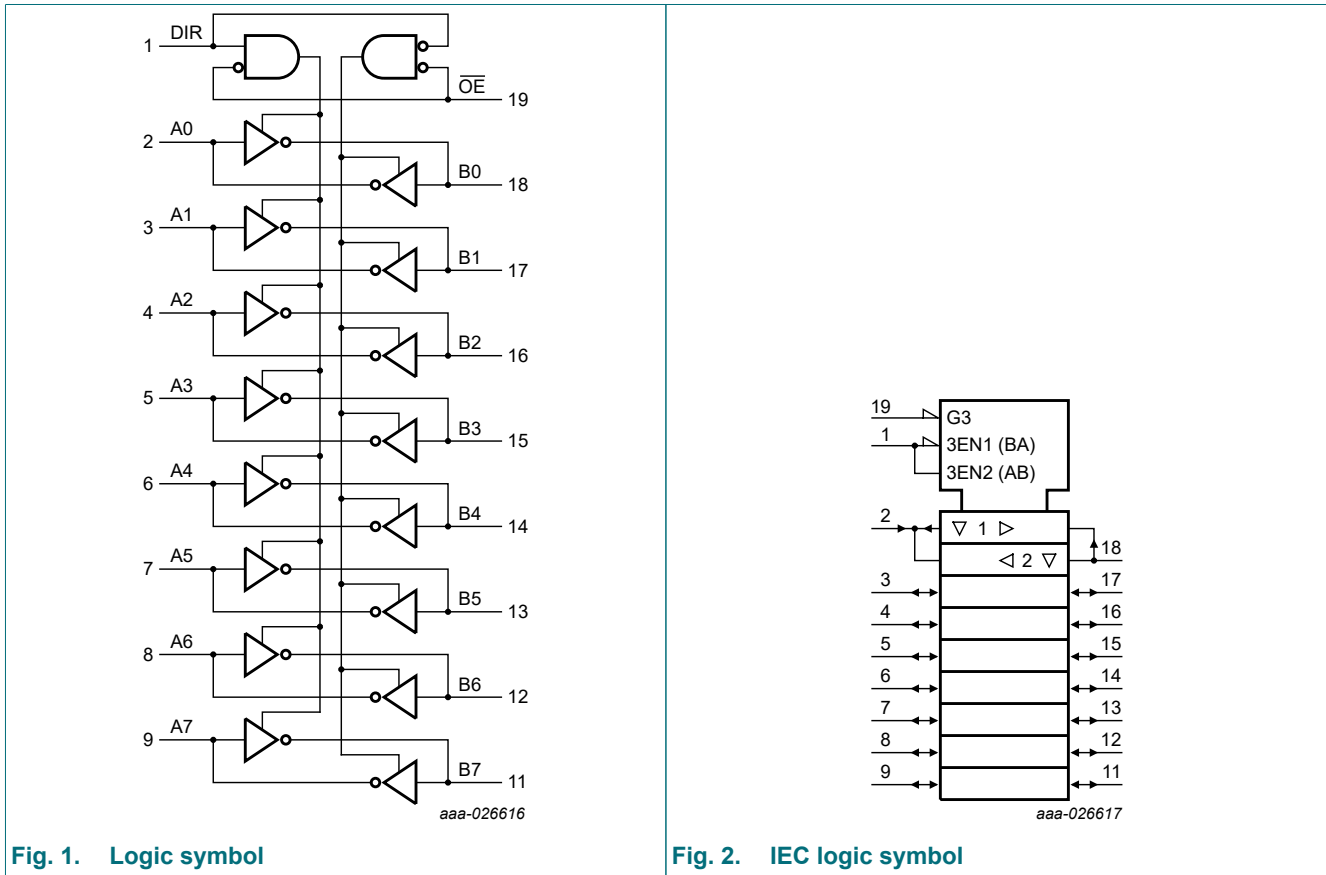 1 DIR
OE 19
2 A0
B0 18
3 A1
B1 17
4 A2
B2 16
5 A3
B3 15
6 A4
B4 14
7 A5
B5 13
8 A6
B6 12
9 A7
B7 11
aaa-026616
Fig. 1. Logic symbol
19 G3
1 3EN1 (BA)
3EN2 (AB)
2 ▽ 1 ▷
◁ 2 ▽ 18
3 17
4 16
5 15
6 14
7 13
8 12
9 11
aaa-026617
Fig. 2. IEC logic symbol